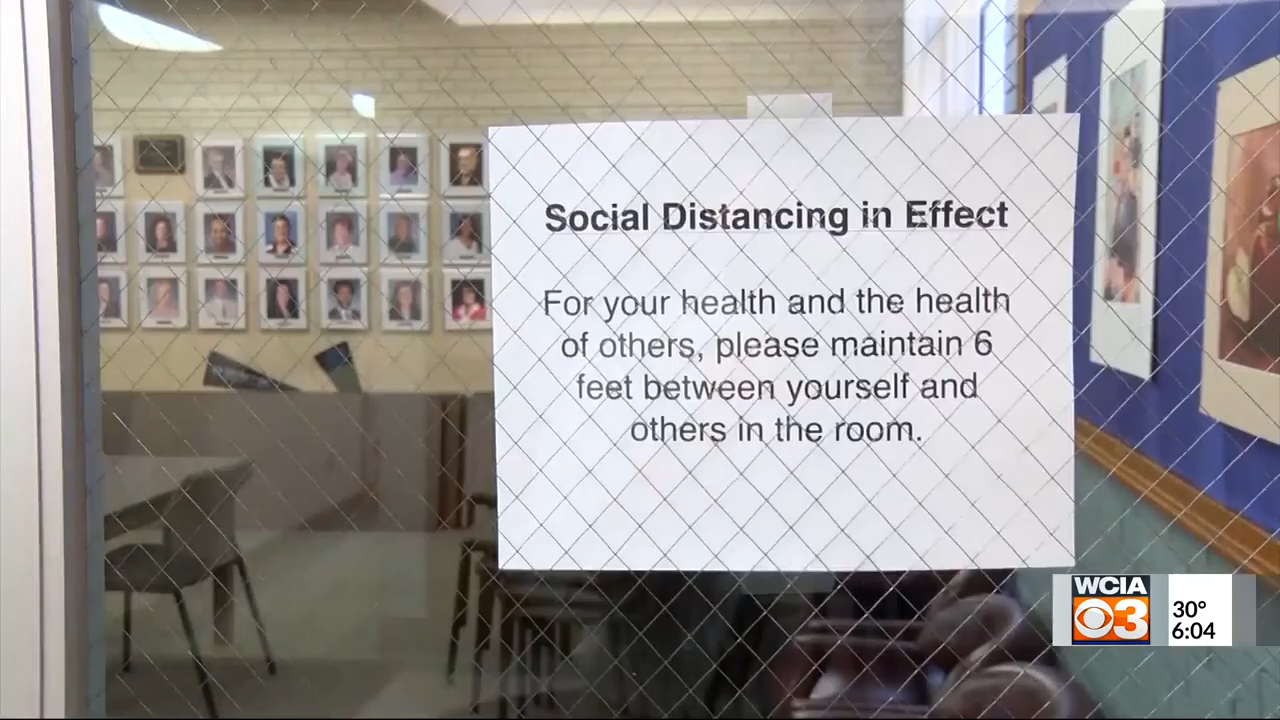 Social Distancing in Effect
For your health and the health
of others, please maintain 6
feet between yourself and
others in the room.
WCIA
3
30°
6:04